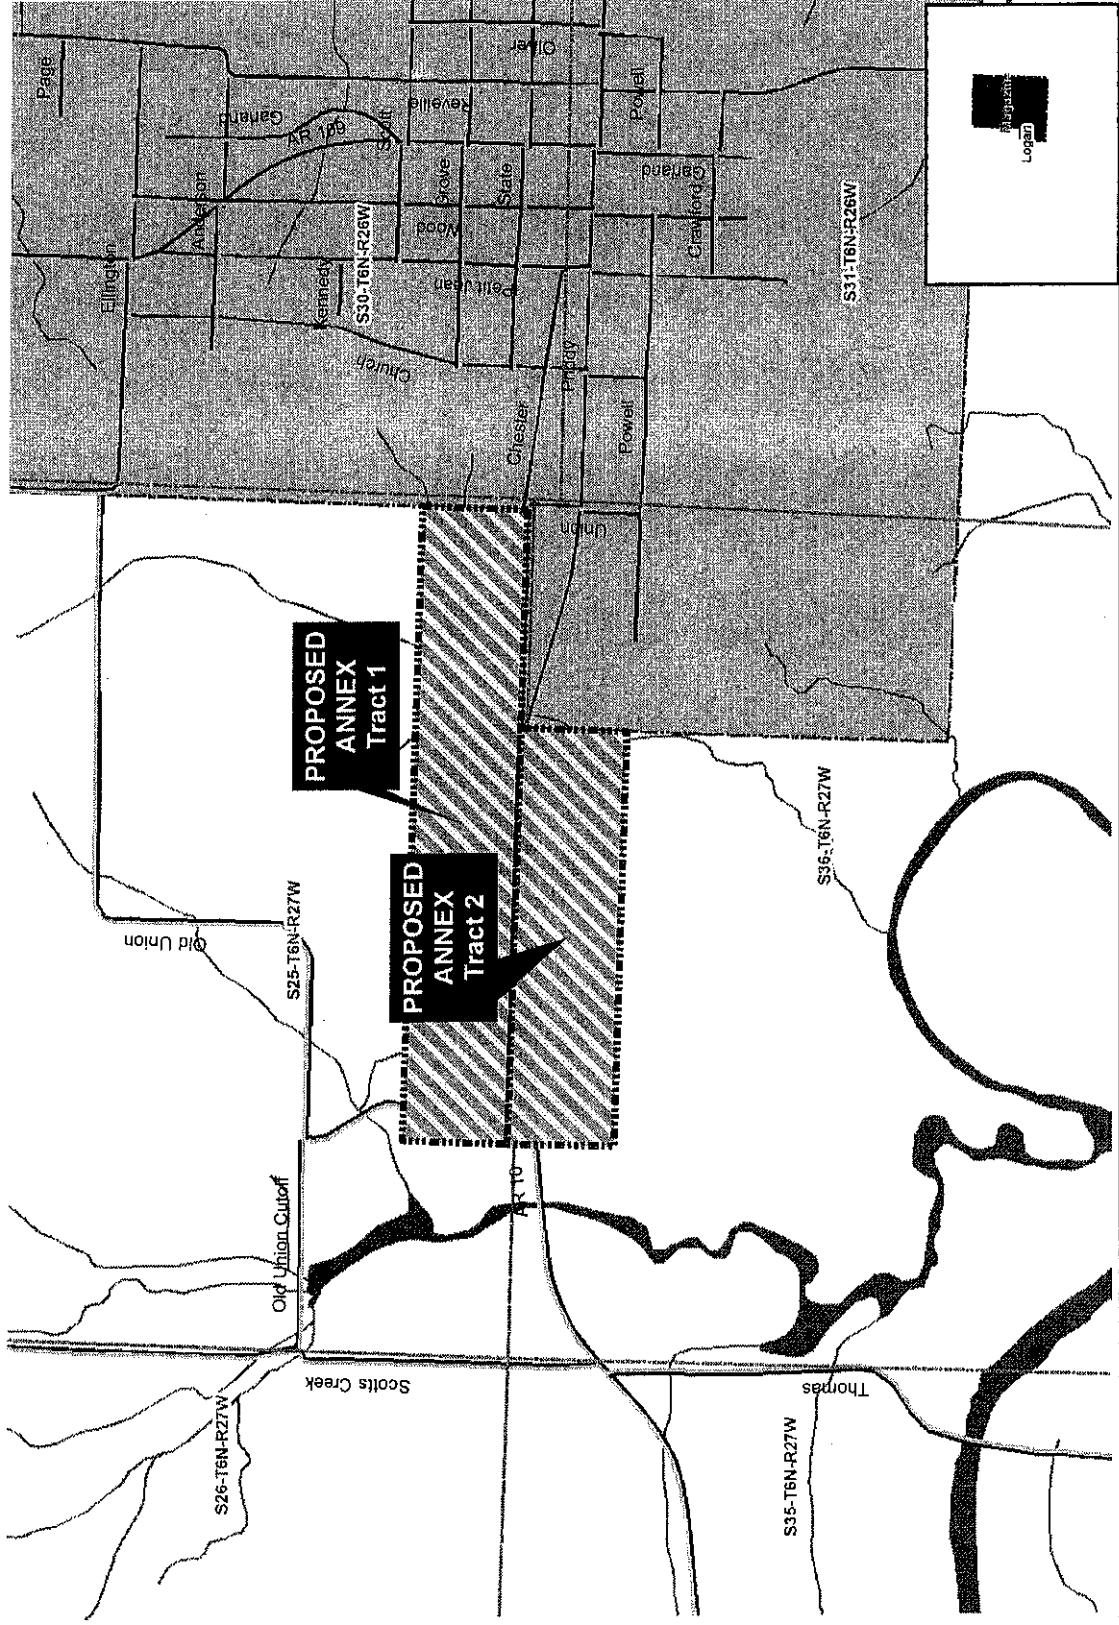 Page
Garland
AR 109
Scott
Reveille
Oliver
Powell
Ellington
Anderson
Kennedy
S30-T6N-R26W
Wood
Grove
State
Petit Jean
Church
Garland
Crawford
S31-T6N-R26W
Magazine
Logan
Chester
Priddy
Powell
Union
PROPOSED
ANNEX
Tract 1
PROPOSED
ANNEX
Tract 2
Old Union
S25-T6N-R27W
S36-T6N-R27W
Old Union Cutoff
AR 10
Scotts Creek
Thomas
S26-T6N-R27W
S35-T6N-R27W